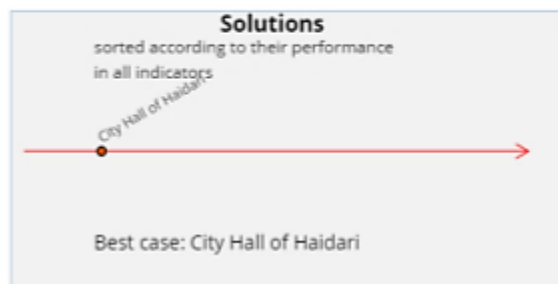 Solutions
sorted according to their performance
in all indicators
City Hall of Haidari
Best case: City Hall of Haidari